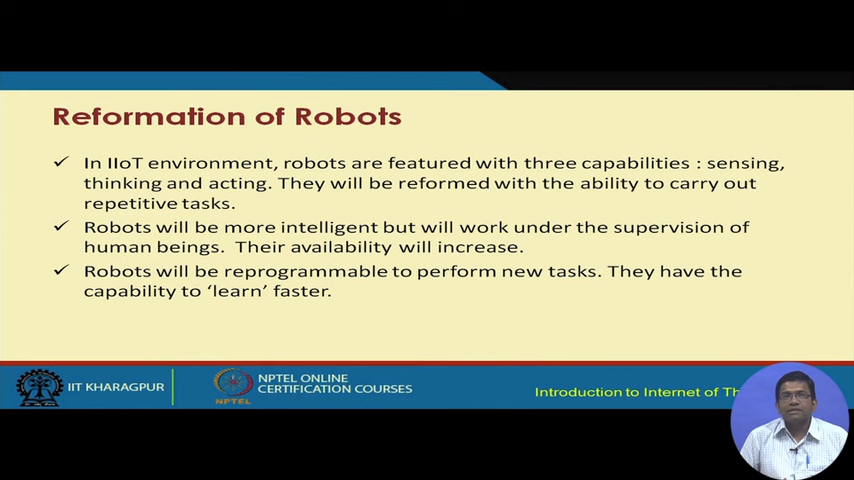 Reformation of Robots
✓ In IIoT environment, robots are featured with three capabilities : sensing,
thinking and acting. They will be reformed with the ability to carry out
repetitive tasks.
✓ Robots will be more intelligent but will work under the supervision of
human beings. Their availability will increase.
✓ Robots will be reprogrammable to perform new tasks. They have the
capability to ‘learn’ faster.
IIT KHARAGPUR
NPTEL
NPTEL ONLINE
CERTIFICATION COURSES
Introduction to Internet of Th